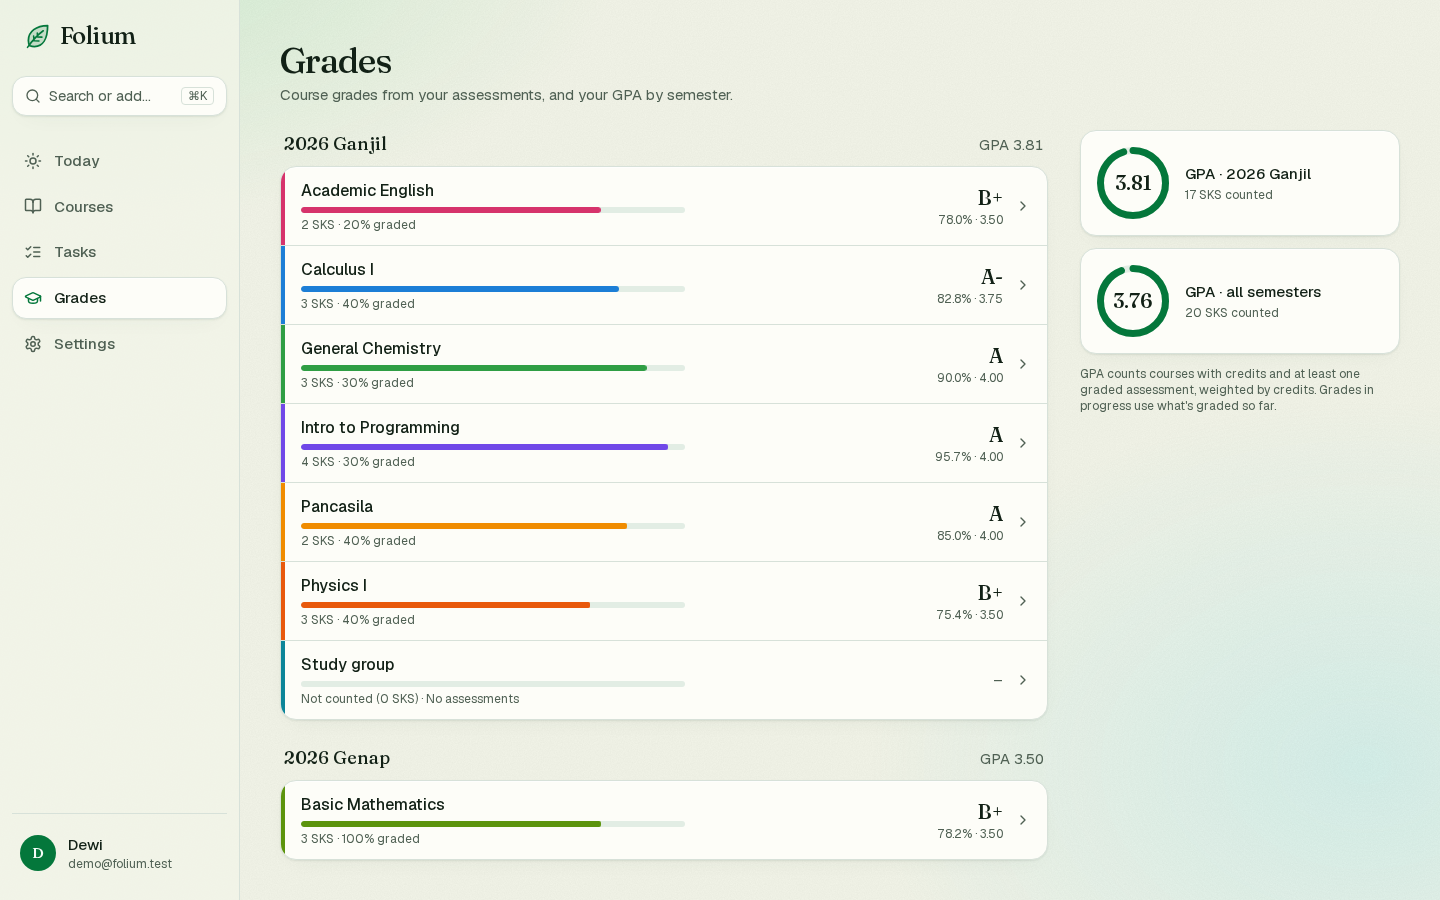 Folium
Search or add...
⌘K
Today
Courses
Tasks
Grades
Settings
D
Dewi
demo@folium.test
Grades
Course grades from your assessments, and your GPA by semester.
2026 Ganjil
GPA 3.81
Academic English
2 SKS · 20% graded
B+
78.0% · 3.50
Calculus I
3 SKS · 40% graded
A-
82.8% · 3.75
General Chemistry
3 SKS · 30% graded
A
90.0% · 4.00
Intro to Programming
4 SKS · 30% graded
A
95.7% · 4.00
Pancasila
2 SKS · 40% graded
A
85.0% · 4.00
Physics I
3 SKS · 40% graded
B+
75.4% · 3.50
Study group
Not counted (0 SKS) · No assessments
–
2026 Genap
GPA 3.50
Basic Mathematics
3 SKS · 100% graded
B+
78.2% · 3.50
3.81
GPA · 2026 Ganjil
17 SKS counted
3.76
GPA · all semesters
20 SKS counted
GPA counts courses with credits and at least one
graded assessment, weighted by credits. Grades in
progress use what's graded so far.